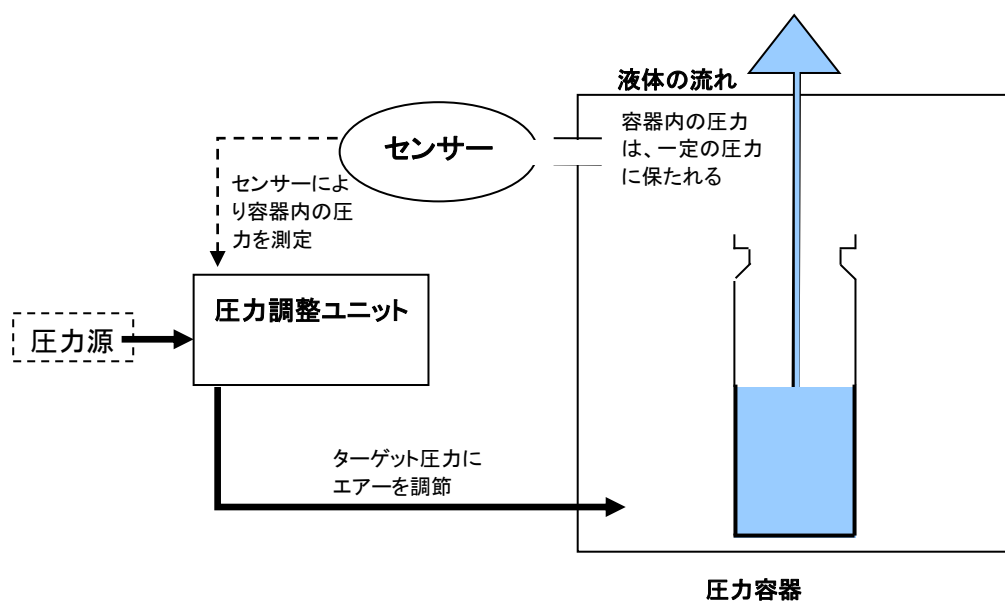 液体の流れ
容器内の圧力
は、一定の圧力
に保たれる
センサー
センサーによ
り容器内の圧
力を測定
圧力調整ユニット
圧力源
ターゲット圧力に
エアーを調節
圧力容器